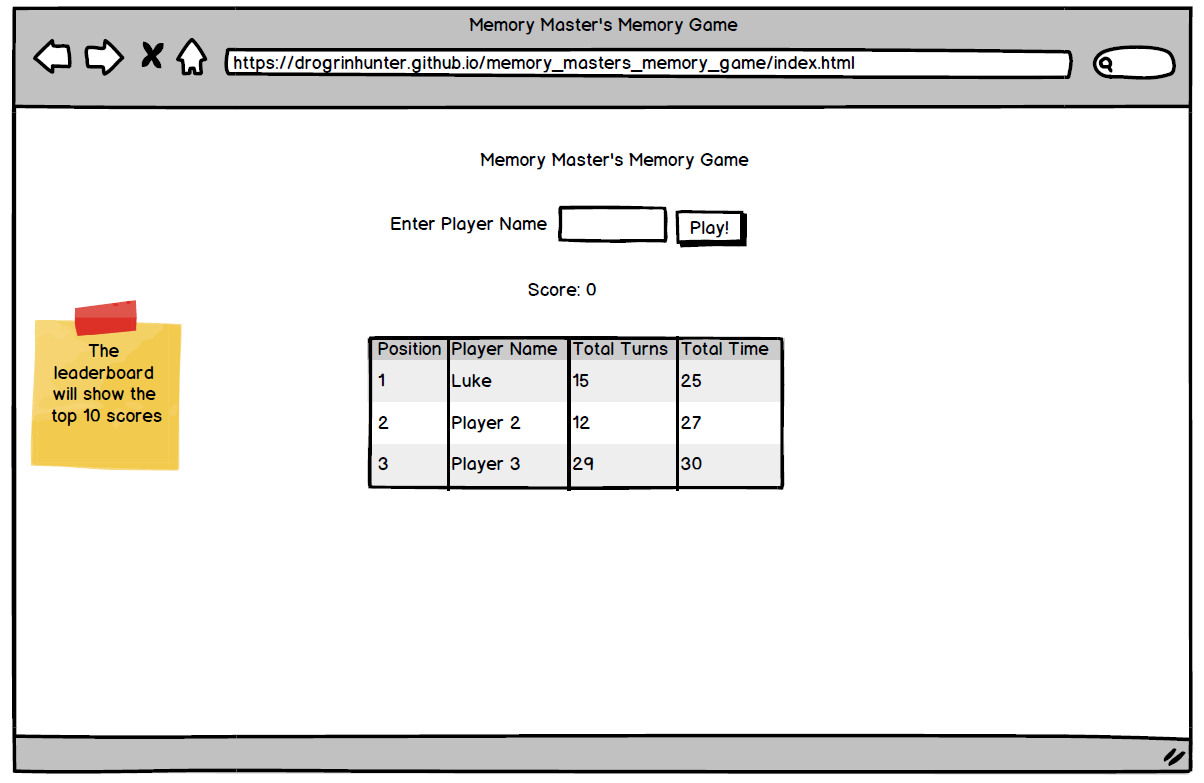 Memory Master's Memory Game
https://drogrinhunter.github.io/memory_masters_memory_game/index.html
Memory Master's Memory Game
Enter Player Name Play!
Score: 0
The
leaderboard
will show the
top 10 scores
Position Player Name Total Turns Total Time
1 Luke 15 25
2 Player 2 12 27
3 Player 3 29 30